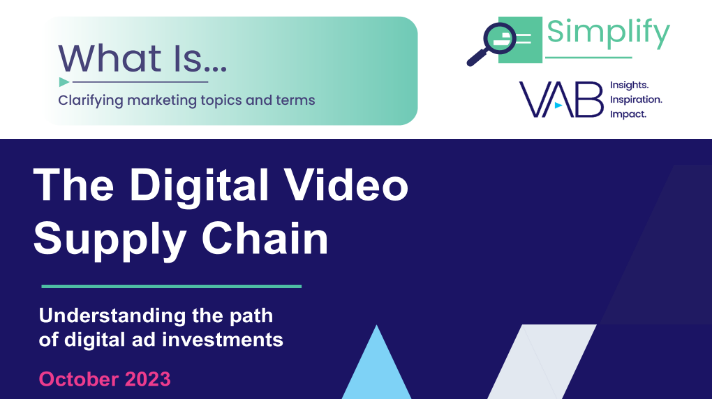 What Is...
Clarifying marketing topics and terms
Simplify
VAB
Insights.
Inspiration.
Impact.
The Digital Video
Supply Chain
Understanding the path
of digital ad investments
October 2023